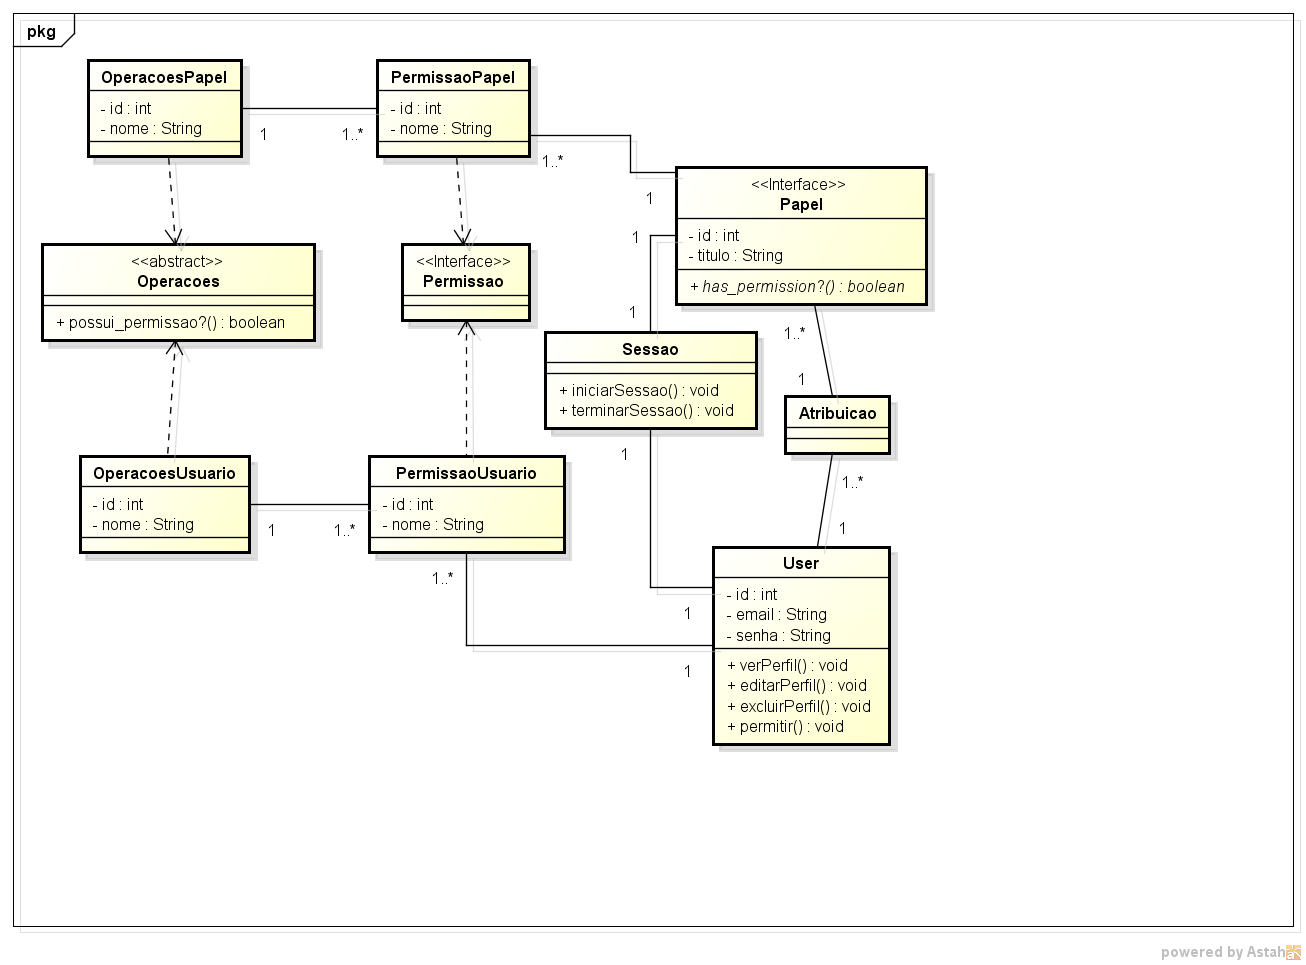 pkg
OperacoesPapel
- id : int
- nome : String
1
1..*
PermissaoPapel
- id : int
- nome : String
1..*
1
<<Interface>>
Papel
- id : int
- titulo : String
+ has_permission?() : boolean
1
1
<<abstract>>
Operacoes
+ possui_permissao?() : boolean
<<Interface>>
Permissao
Sessao
+ iniciarSessao() : void
+ terminarSessao() : void
1
1..*
1
Atribuicao
1..*
1
OperacoesUsuario
- id : int
- nome : String
1
1..*
PermissaoUsuario
- id : int
- nome : String
1..*
1
1
User
- id : int
- email : String
- senha : String
+ verPerfil() : void
+ editarPerfil() : void
+ excluirPerfil() : void
+ permitir() : void
powered by Astah